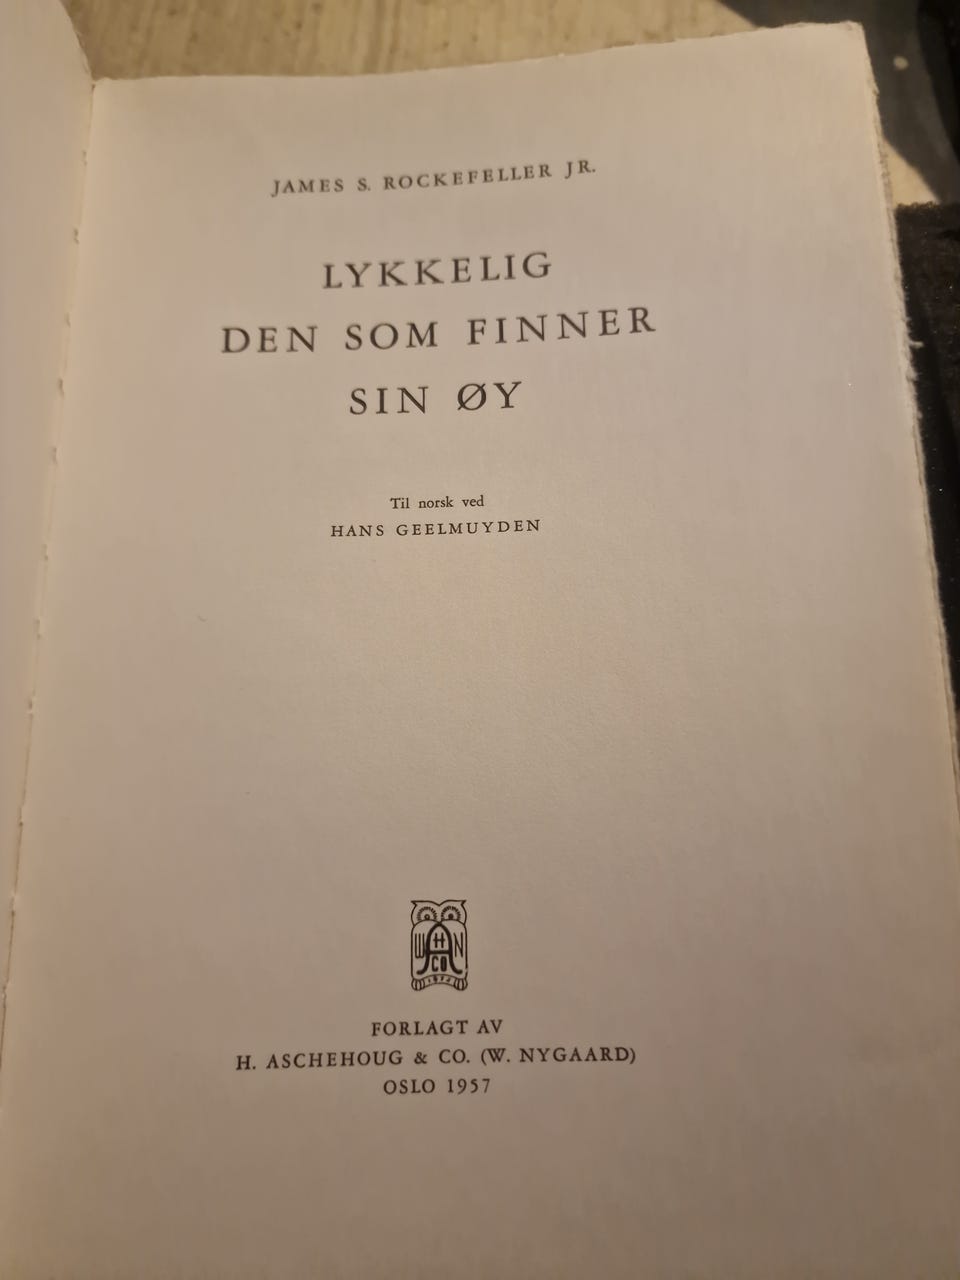 JAMES S. ROCKEFELLER JR.
LYKKELIG
DEN SOM FINNER
SIN ØY
Til norsk ved
HANS GEELMUYDEN
W H N
A
CO
FORLAGT AV
H. ASCHEHOUG & CO. (W. NYGAARD)
OSLO 1957